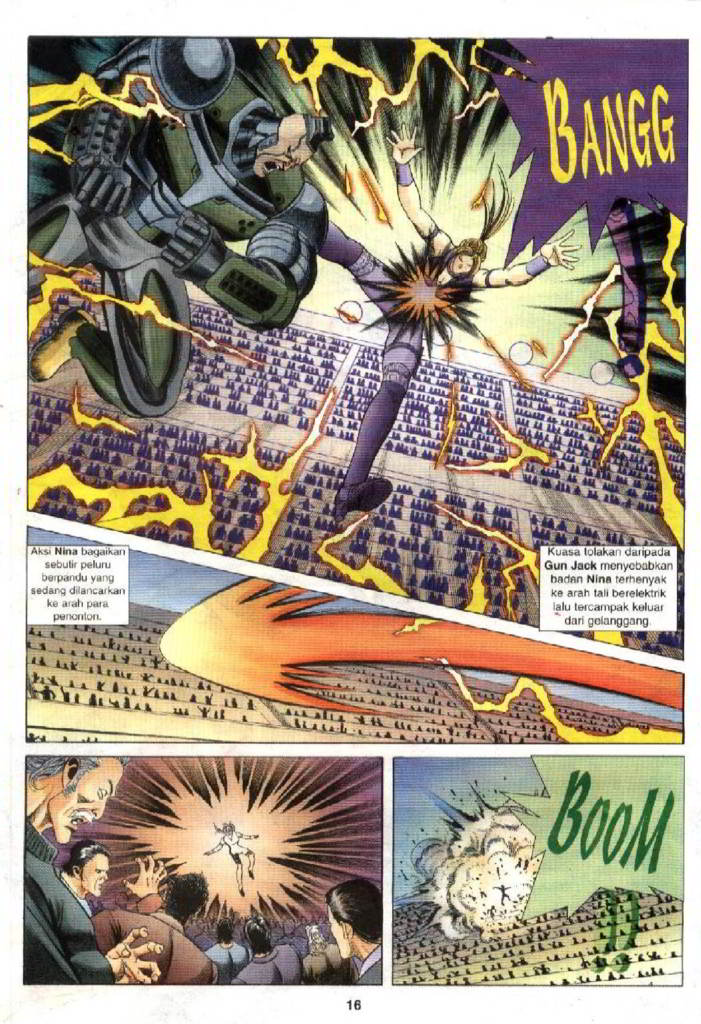 BANGG
Kuasa tolakan daripada
Gun Jack menyebabkan
badan Nina terhenyak
ke arah tali berelektrik
lalu tercampak keluar
dari gelanggang.
Aksi Nina bagaikan
sebutir peluru
berpandu yang
sedang dilancarkan
ke arah para
penonton.
BOOM
!!
16